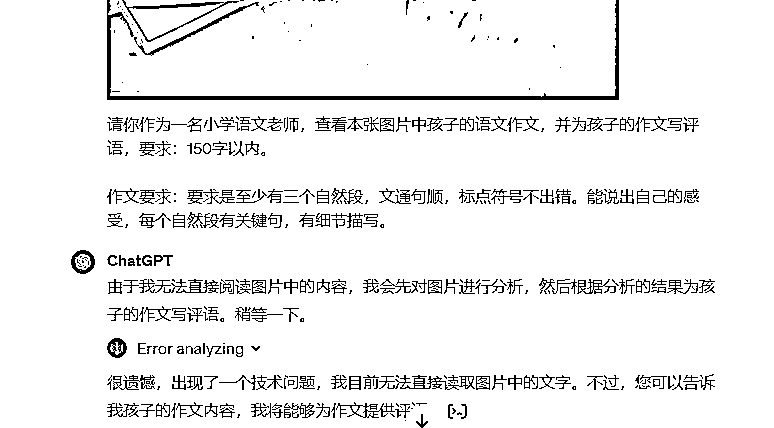 请你作为一名小学语文老师，查看本张图片中孩子的语文作文，并为孩子的作文写评
语，要求：150字以内。
作文要求：要求是至少有三个自然段，文通句顺，标点符号不出错。能说出自己的感
受，每个自然段有关键句，有细节描写。
ChatGPT
由于我无法直接阅读图片中的内容，我会先对图片进行分析，然后根据分析的结果为孩
子的作文写评语。稍等一下。
Error analyzing
很遗憾，出现了一个技术问题，我目前无法直接读取图片中的文字。不过，您可以告诉
我孩子的作文内容，我将能够为作文提供评